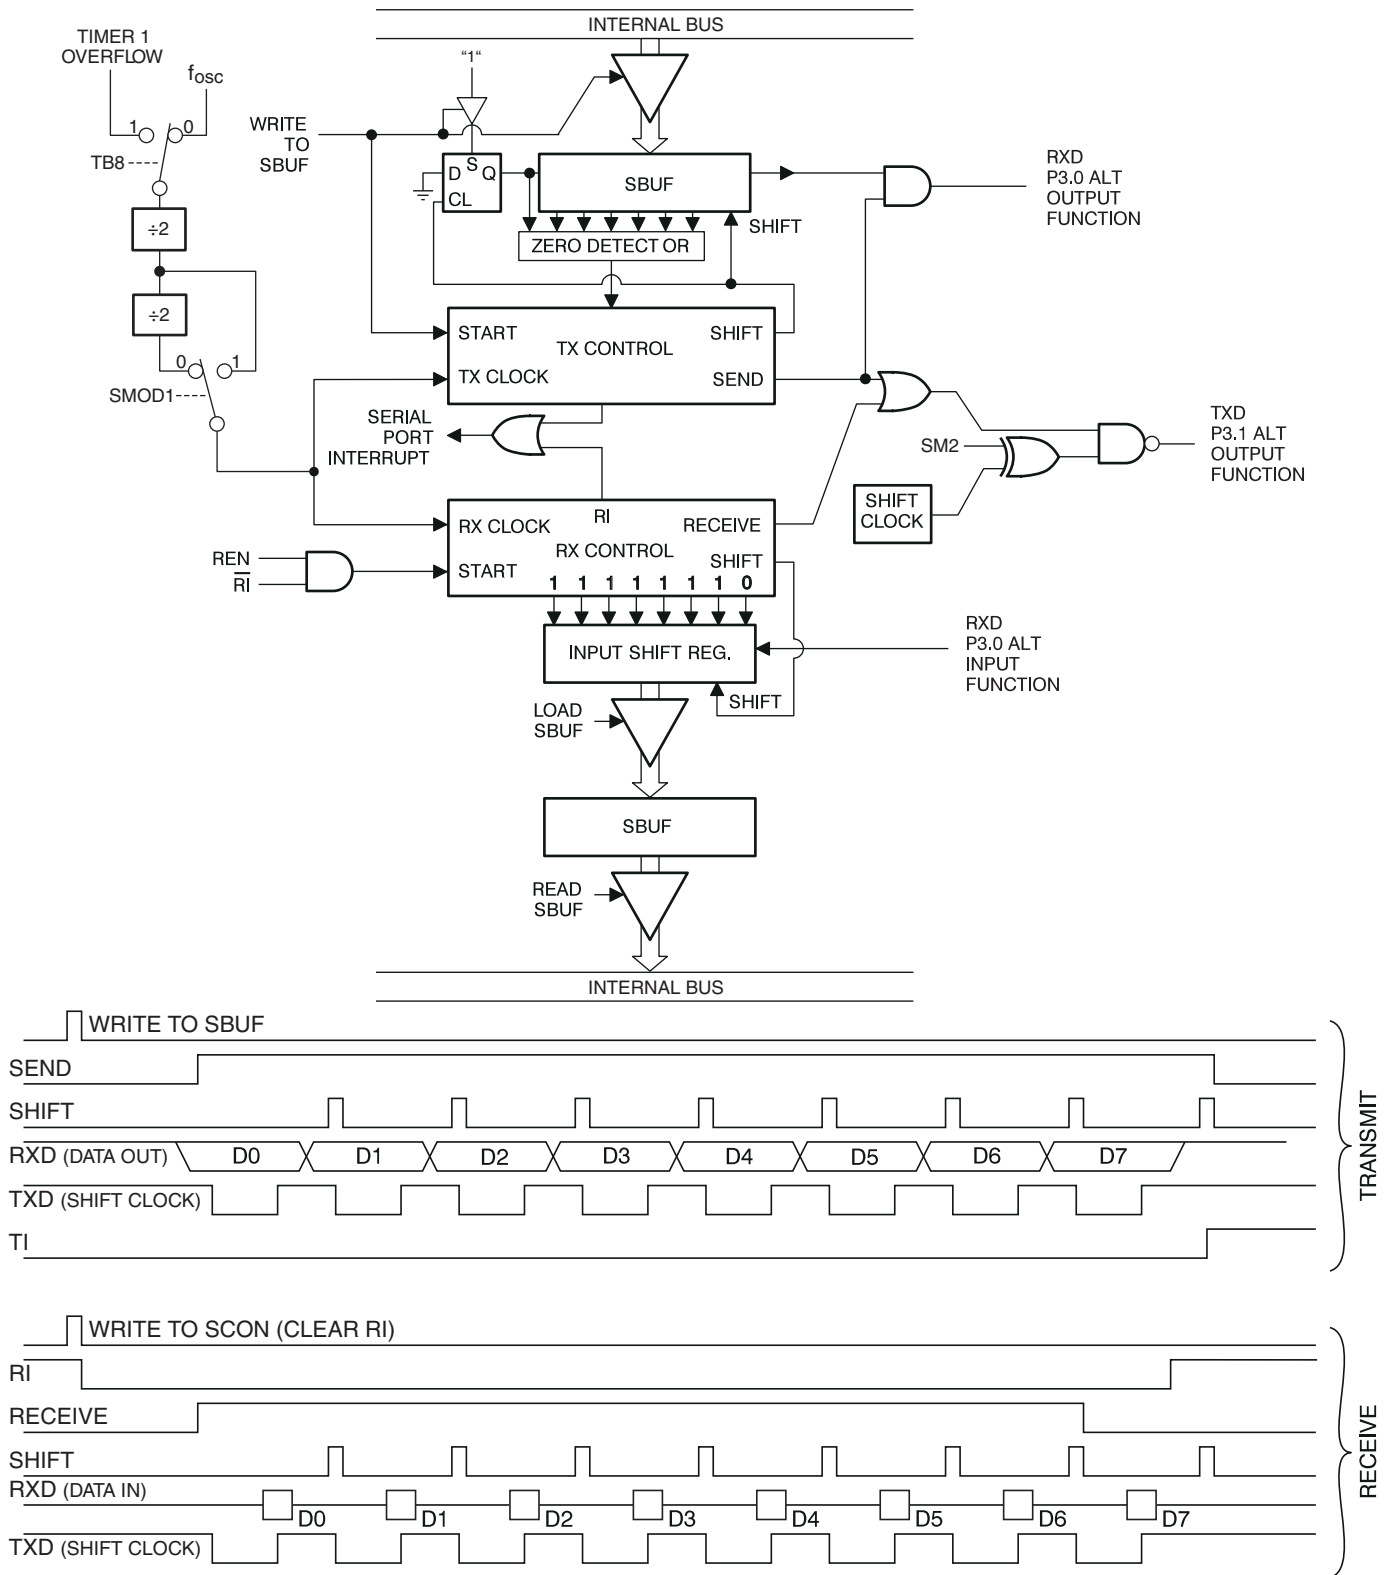 INTERNAL BUS
TIMER 1
OVERFLOW
fosc
"1"
1
0
TB8
WRITE
TO
SBUF
D
S
Q
CL
SBUF
SHIFT
ZERO DETECT OR
RXD
P3.0 ALT
OUTPUT
FUNCTION
÷2
÷2
0
1
SMOD1
START
SHIFT
TX CONTROL
TX CLOCK
SEND
SERIAL
PORT
INTERRUPT
SM2
TXD
P3.1 ALT
OUTPUT
FUNCTION
SHIFT
CLOCK
RX CLOCK
RI
RECEIVE
RX CONTROL
SHIFT
START
1 1 1 1 1 1 1 0
REN
RI
INPUT SHIFT REG.
RXD
P3.0 ALT
INPUT
FUNCTION
SHIFT
LOAD
SBUF
SBUF
READ
SBUF
INTERNAL BUS
WRITE TO SBUF
SEND
SHIFT
RXD (DATA OUT)
D0 D1 D2 D3 D4 D5 D6 D7
TXD (SHIFT CLOCK)
TI
TRANSMIT
WRITE TO SCON (CLEAR RI)
RI
RECEIVE
SHIFT
RXD (DATA IN)
D0 D1 D2 D3 D4 D5 D6 D7
TXD (SHIFT CLOCK)
RECEIVE